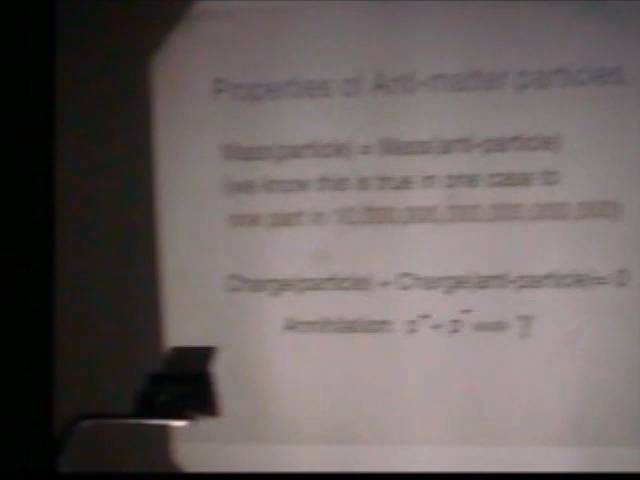 Properties of Anti-matter particles
Mass(particle) = Mass(anti-particle)
(we know this is true in one case to
one part in
Charge(particle) + Charge(anti-particle) = 0
Annihilation: